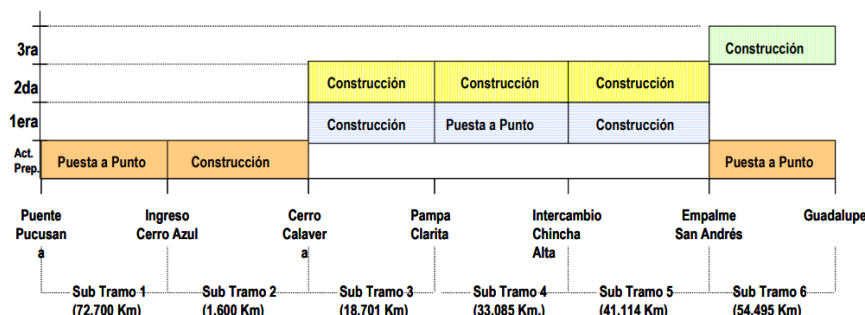 3ra
Construcción
2da
Construcción
Construcción
Construcción
1era
Construcción
Puesta a Punto
Construcción
Act.
Prep.
Puesta a Punto
Construcción
Puesta a Punto
Puente
Pucusan
a
Ingreso
Cerro Azul
Cerro
Calaver
a
Pampa
Clarita
Intercambio
Chincha
Alta
Empalme
San Andrés
Guadalupe
Sub Tramo 1
(72.700 Km)
Sub Tramo 2
(1.600 Km)
Sub Tramo 3
(18.701 Km)
Sub Tramo 4
(33.085 Km.)
Sub Tramo 5
(41.114 Km)
Sub Tramo 6
(54.495 Km)